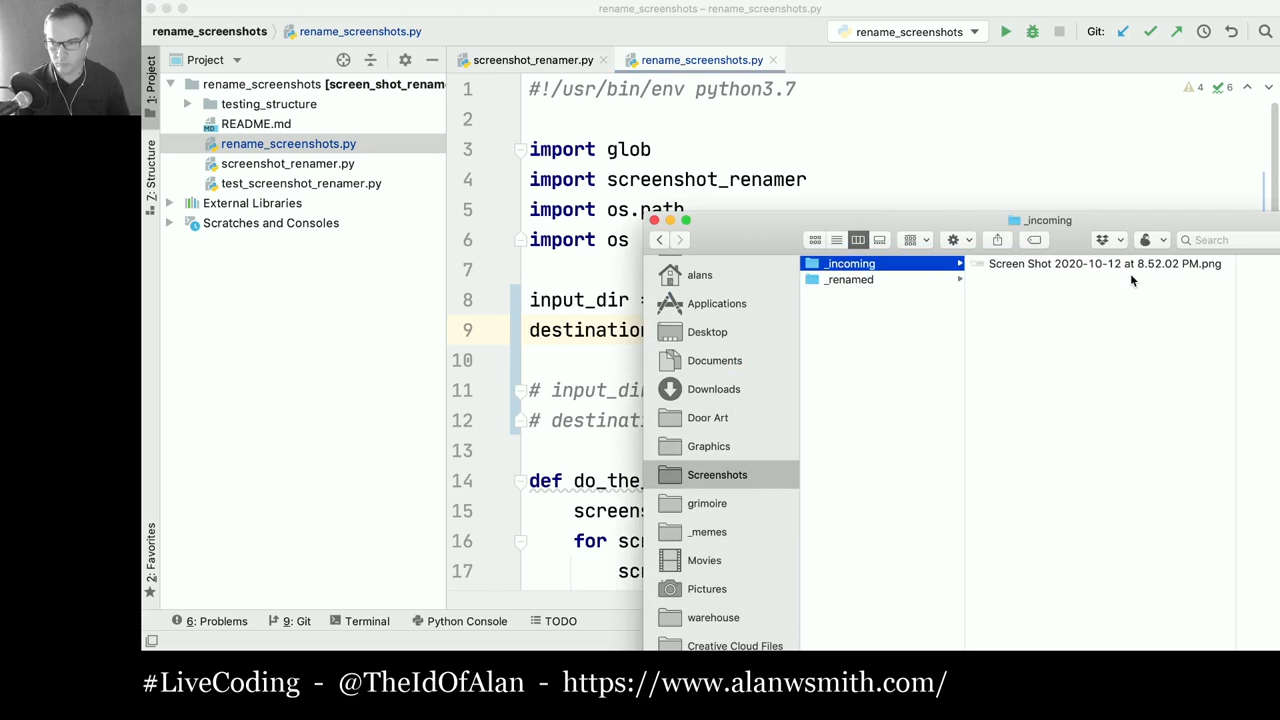 rename_screenshots – rename_screenshots.py
rename_screenshots
rename_screenshots.py
rename_screenshots
Git:
1: Project
Project
screenshot_renamer.py
rename_screenshots.py
rename_screenshots [screen_shot_renam
testing_structure
README.md
rename_screenshots.py
screenshot_renamer.py
test_screenshot_renamer.py
External Libraries
Scratches and Consoles
Z: Structure
2: Favorites
1 #!/usr/bin/env python3.7
4 6
2
3 import glob
4 import screenshot_renamer
5 import os.path
6 import os
7
8 input_dir =
9 destination
10
11 # input_dir
12 # destinati
13
14 def do_the_
15 screens
16 for scr
17 scr
_incoming
Search
alans
Applications
Desktop
Documents
Downloads
Door Art
Graphics
Screenshots
grimoire
_memes
Movies
Pictures
warehouse
Creative Cloud Files
_incoming
_renamed
Screen Shot 2020-10-12 at 8.52.02 PM.png
6: Problems
9: Git
Terminal
Python Console
TODO
#LiveCoding - @TheIdOfAlan - https://www.alanwsmith.com/